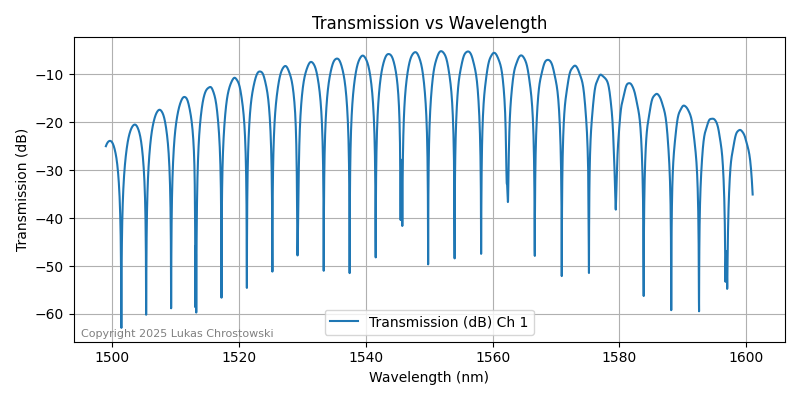 Transmission vs Wavelength
Transmission (dB)
−10
−20
−30
−40
−50
−60
Transmission (dB) Ch 1
Copyright 2025 Lukas Chrostowski
1500 1520 1540 1560 1580 1600
Wavelength (nm)